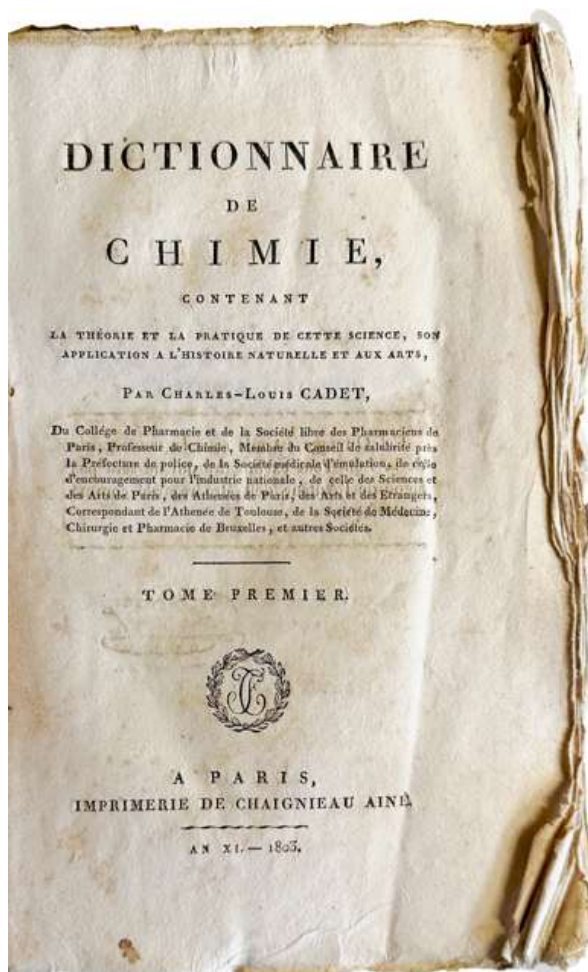 DICTIONNAIRE
DE
CHIMIE,
CONTENANT
LA THÉORIE ET LA PRATIQUE DE CETTE SCIENCE, SON
APPLICATION A L'HISTOIRE NATURELLE ET AUX ARTS,
PAR CHARLES-LOUIS CADET,
Du Collége de Pharmacie et de la Société libre des Pharmaciens de
Paris, Professeur de Chimie, Membre du Conseil de salubrité près
la Préfecture de police, de la Société médicale d'émulation, de celle
d'encouragement pour l'industrie nationale, de celle des Sciences et
des Arts de Paris, des Athenées de Paris, des Arts et des Etrangers,
Correspondant de l'Athenée de Toulouse, de la Société de Médecine,
Chirurgie et Pharmacie de Bruxelles, et autres Sociétés.
TOME PREMIER.
A PARIS,
IMPRIMERIE DE CHAIGNIEAU AINÉ.
AN XI. — 1803.